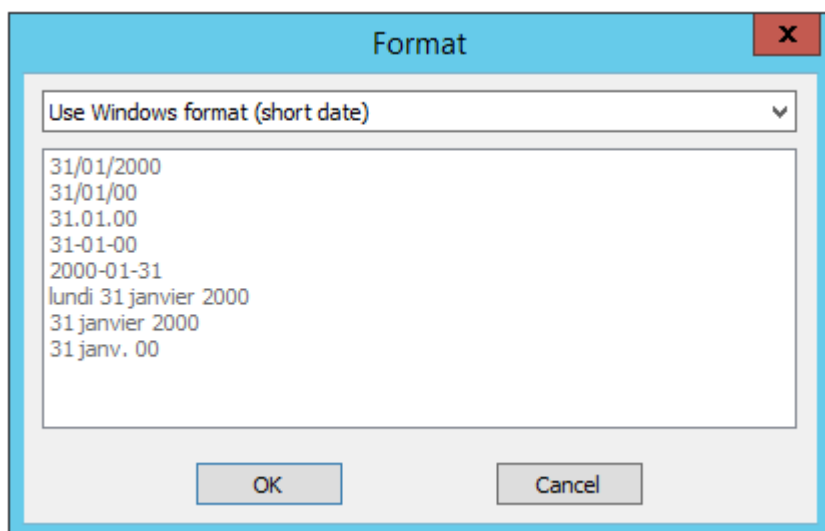 Format
x
Use Windows format (short date)
31/01/2000
31/01/00
31.01.00
31-01-00
2000-01-31
lundi 31 janvier 2000
31 janvier 2000
31 janv. 00
OK
Cancel